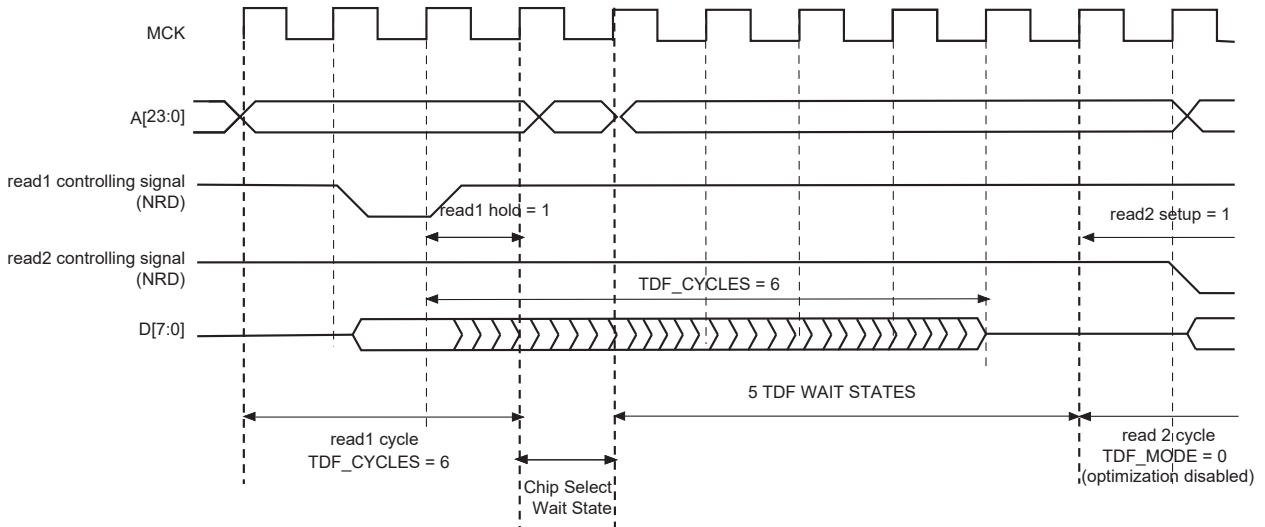 MCK
A[23:0]
read1 controlling signal
(NRD)
read1 hold = 1
read2 setup = 1
read2 controlling signal
(NRD)
TDF_CYCLES = 6
D[7:0]
5 TDF WAIT STATES
read1 cycle
TDF_CYCLES = 6
read 2 cycle
TDF_MODE = 0
(optimization disabled)
Chip Select
Wait State